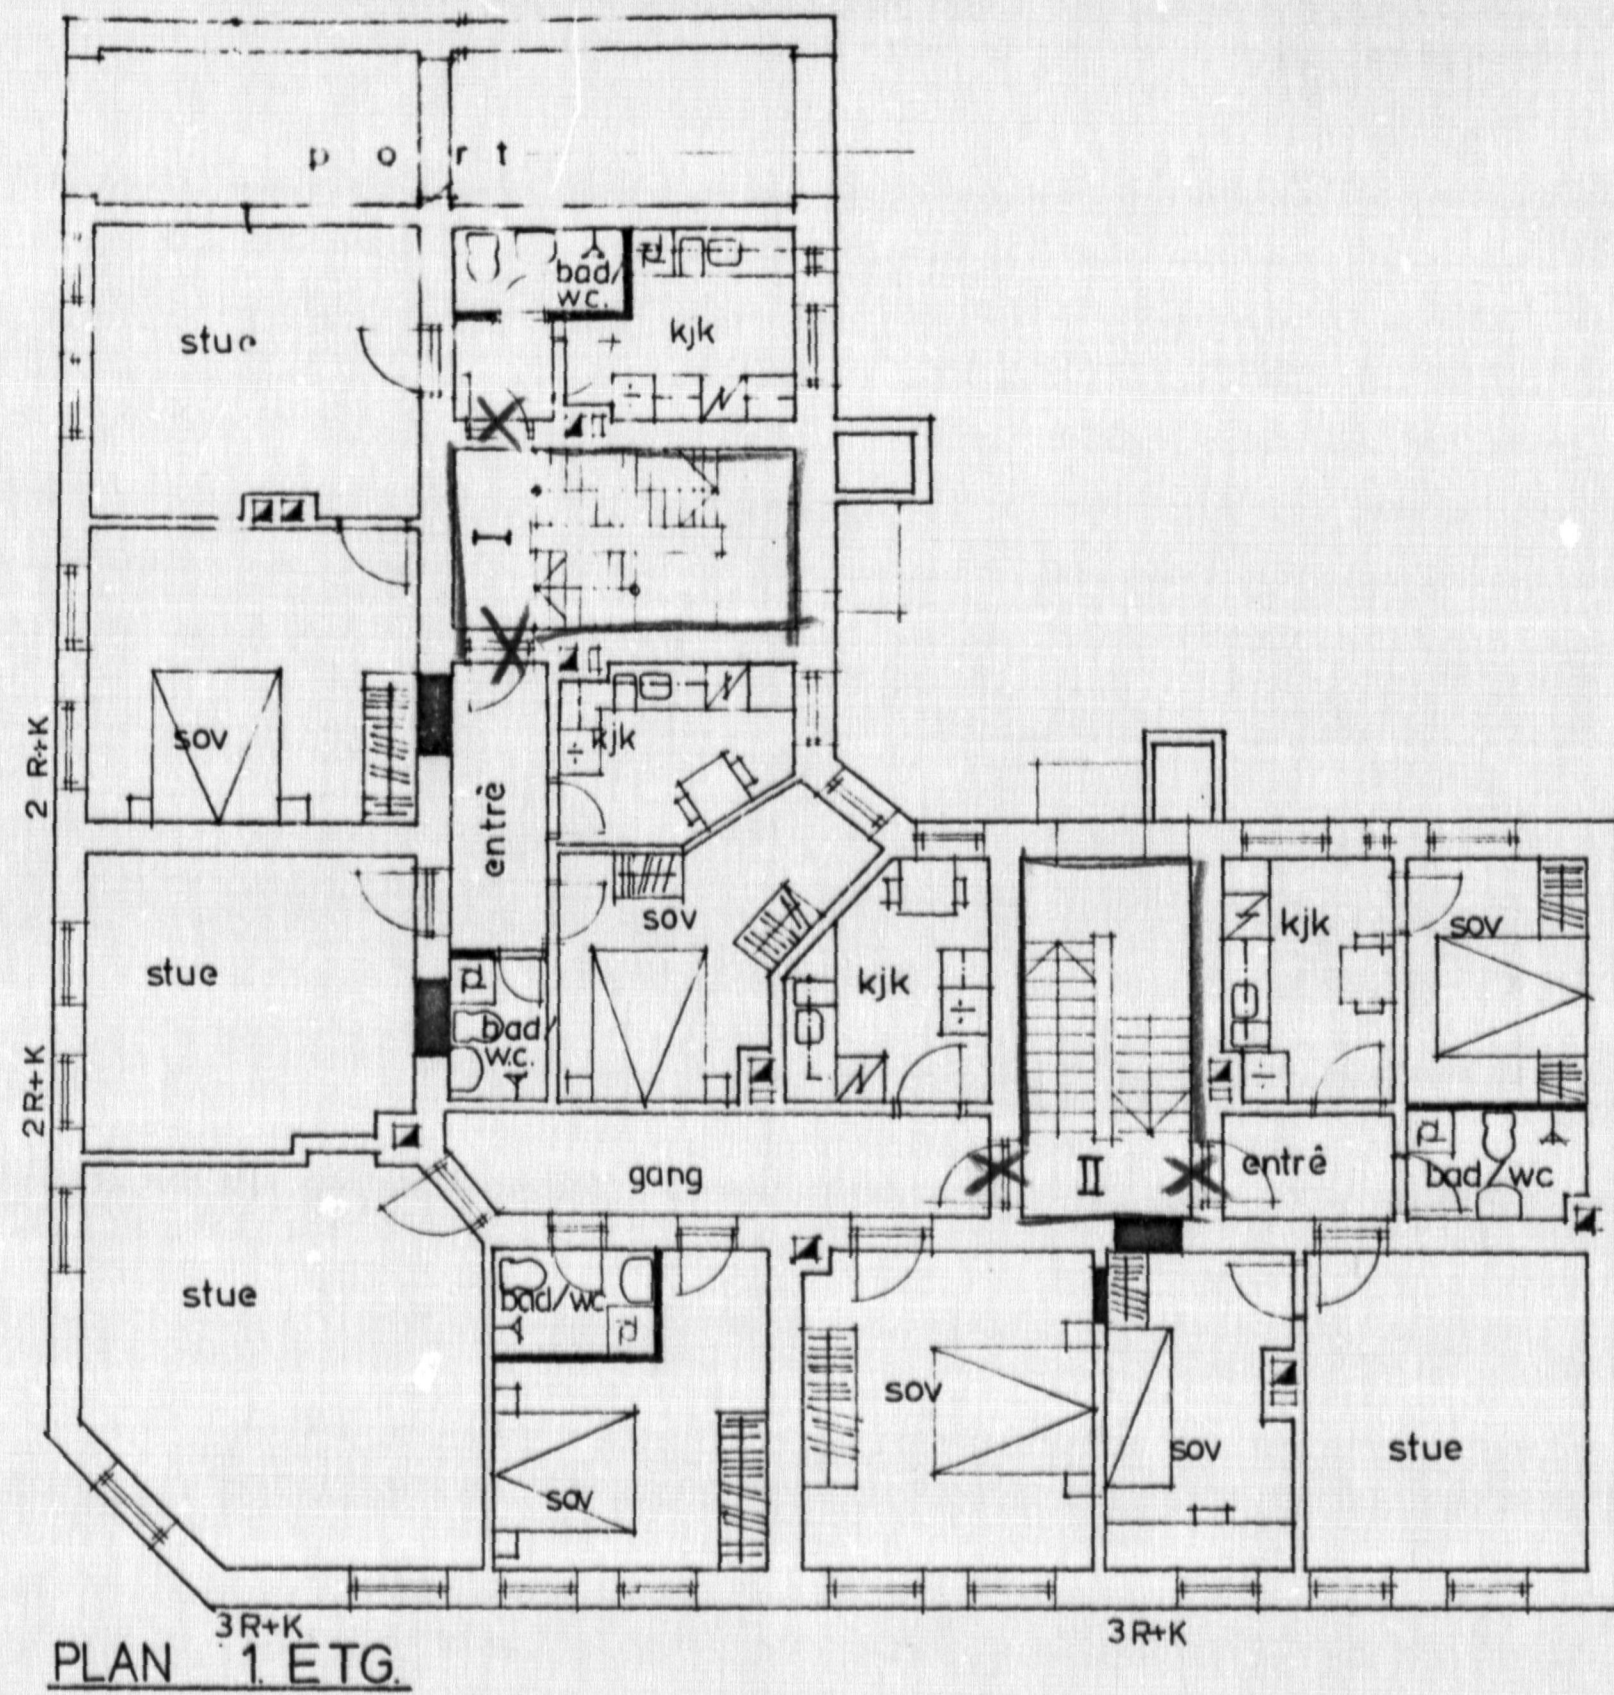 p o r t
bad/
wc.
stue
kjk
I
sov
kjk
2 R+K
entrê
sov
kjk
kjk
sov
stue
bad/
w.c.
2R+K
gang
II
entrê
bad/wc
stue
bad/wc
sov
sov
stue
sov
3R+K
3R+K
PLAN 1. ETG.